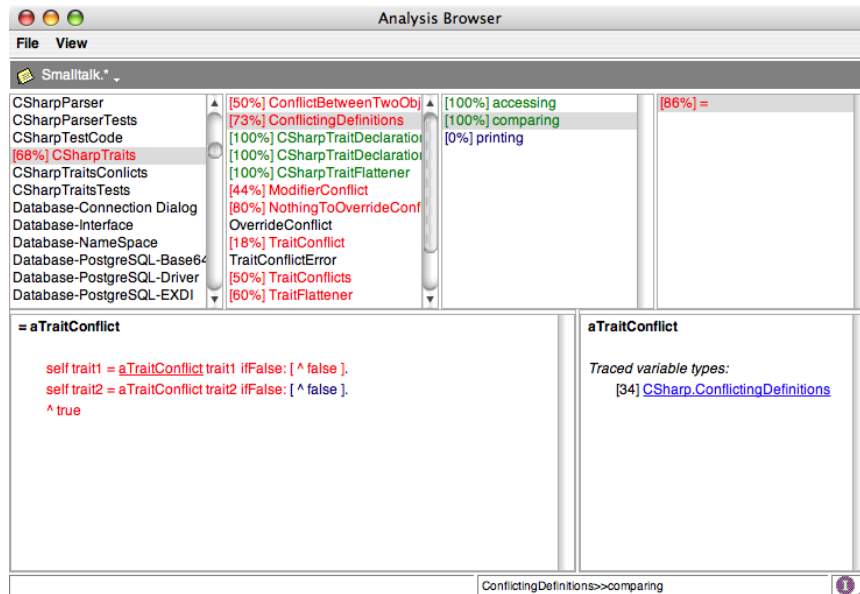 Analysis Browser
File View
Smalltalk.*
CSharpParser
CSharpParserTests
CSharpTestCode
[68%] CSharpTraits
CSharpTraitsConlicts
CSharpTraitsTests
Database-Connection Dialog
Database-Interface
Database-NameSpace
Database-PostgreSQL-Base64
Database-PostgreSQL-Driver
Database-PostgreSQL-EXDI
[50%] ConflictBetweenTwoObj
[73%] ConflictingDefinitions
[100%] CSharpTraitDeclaration
[100%] CSharpTraitDeclaration
[100%] CSharpTraitFlattener
[44%] ModifierConflict
[80%] NothingToOverrideConf
OverrideConflict
[18%] TraitConflict
TraitConflictError
[50%] TraitConflicts
[60%] TraitFlattener
[100%] accessing
[100%] comparing
[0%] printing
[86%] =
= aTraitConflict
self trait1 = aTraitConflict trait1 ifFalse: [ ^ false ].
self trait2 = aTraitConflict trait2 ifFalse: [ ^ false ].
^ true
aTraitConflict
Traced variable types:
[34] CSharp.ConflictingDefinitions
ConflictingDefinitions>>comparing